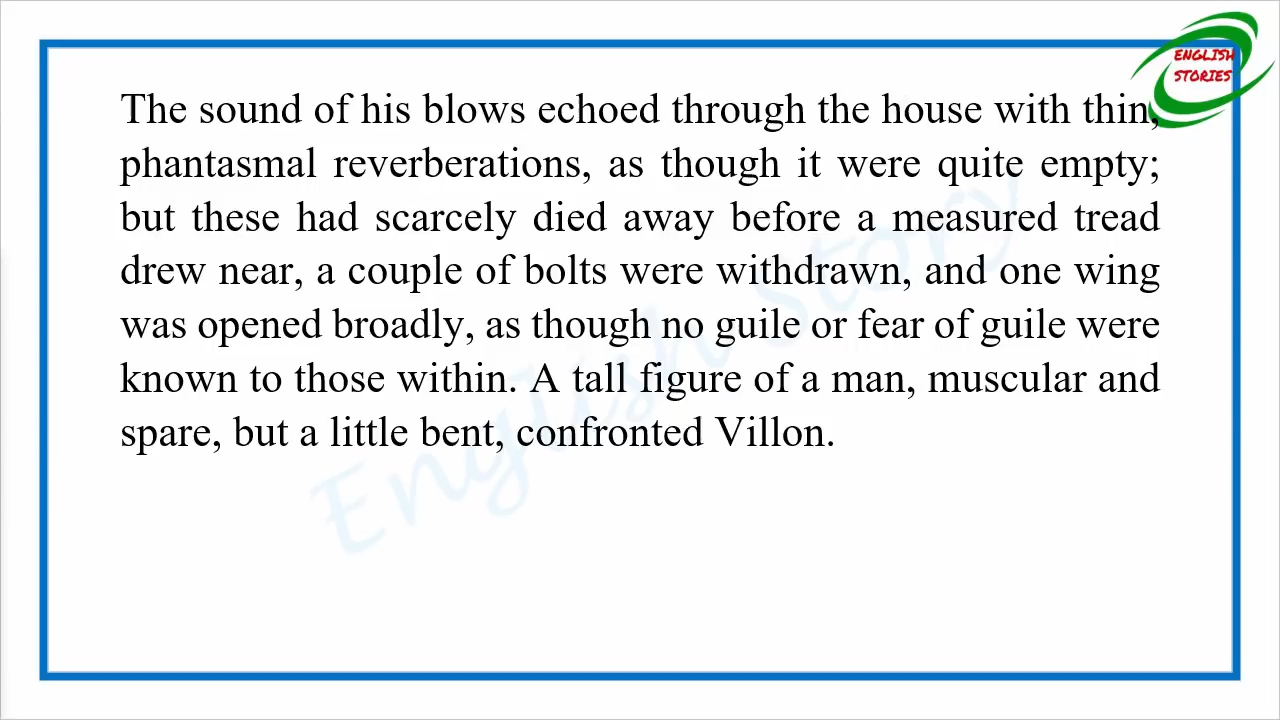 ENGLISH
STORIES
The sound of his blows echoed through the house with thin,
phantasmal reverberations, as though it were quite empty;
but these had scarcely died away before a measured tread
drew near, a couple of bolts were withdrawn, and one wing
was opened broadly, as though no guile or fear of guile were
known to those within. A tall figure of a man, muscular and
spare, but a little bent, confronted Villon.
English Story